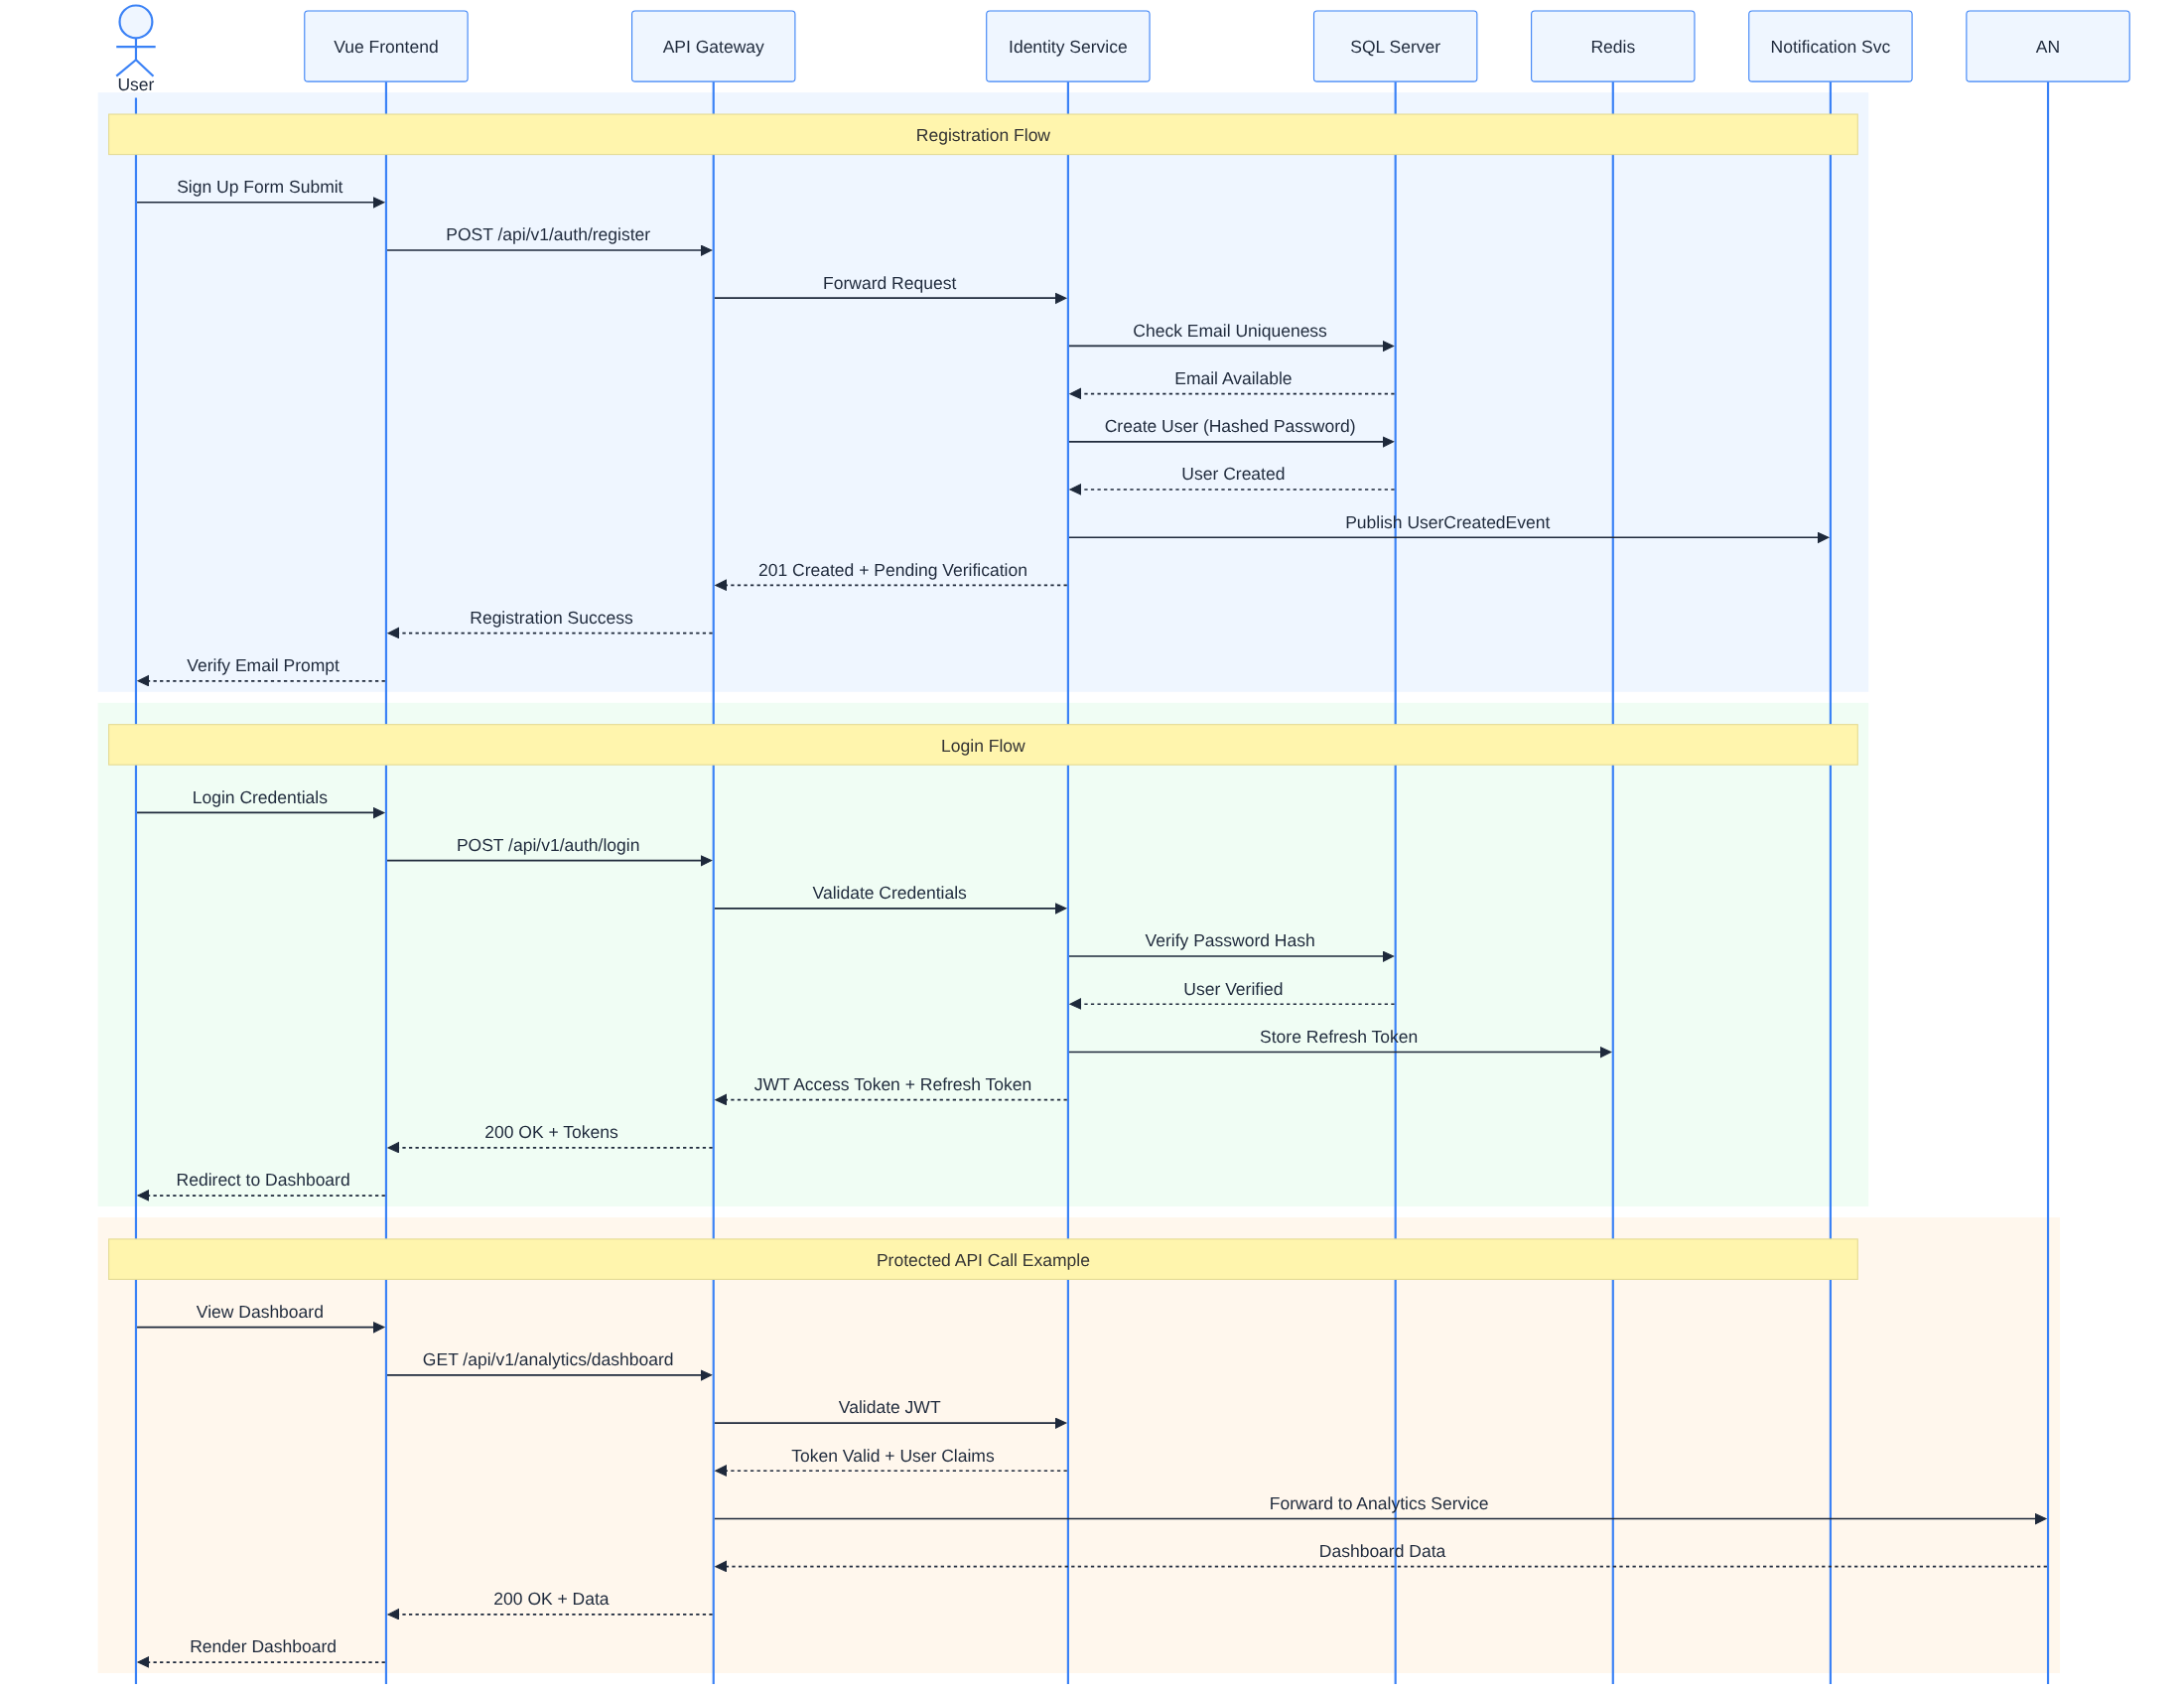 User
Vue Frontend
API Gateway
Identity Service
SQL Server
Redis
Notification Svc
AN
Registration Flow
Sign Up Form Submit
POST /api/v1/auth/register
Forward Request
Check Email Uniqueness
Email Available
Create User (Hashed Password)
User Created
Publish UserCreatedEvent
201 Created + Pending Verification
Registration Success
Verify Email Prompt
Login Flow
Login Credentials
POST /api/v1/auth/login
Validate Credentials
Verify Password Hash
User Verified
Store Refresh Token
JWT Access Token + Refresh Token
200 OK + Tokens
Redirect to Dashboard
Protected API Call Example
View Dashboard
GET /api/v1/analytics/dashboard
Validate JWT
Token Valid + User Claims
Forward to Analytics Service
Dashboard Data
200 OK + Data
Render Dashboard